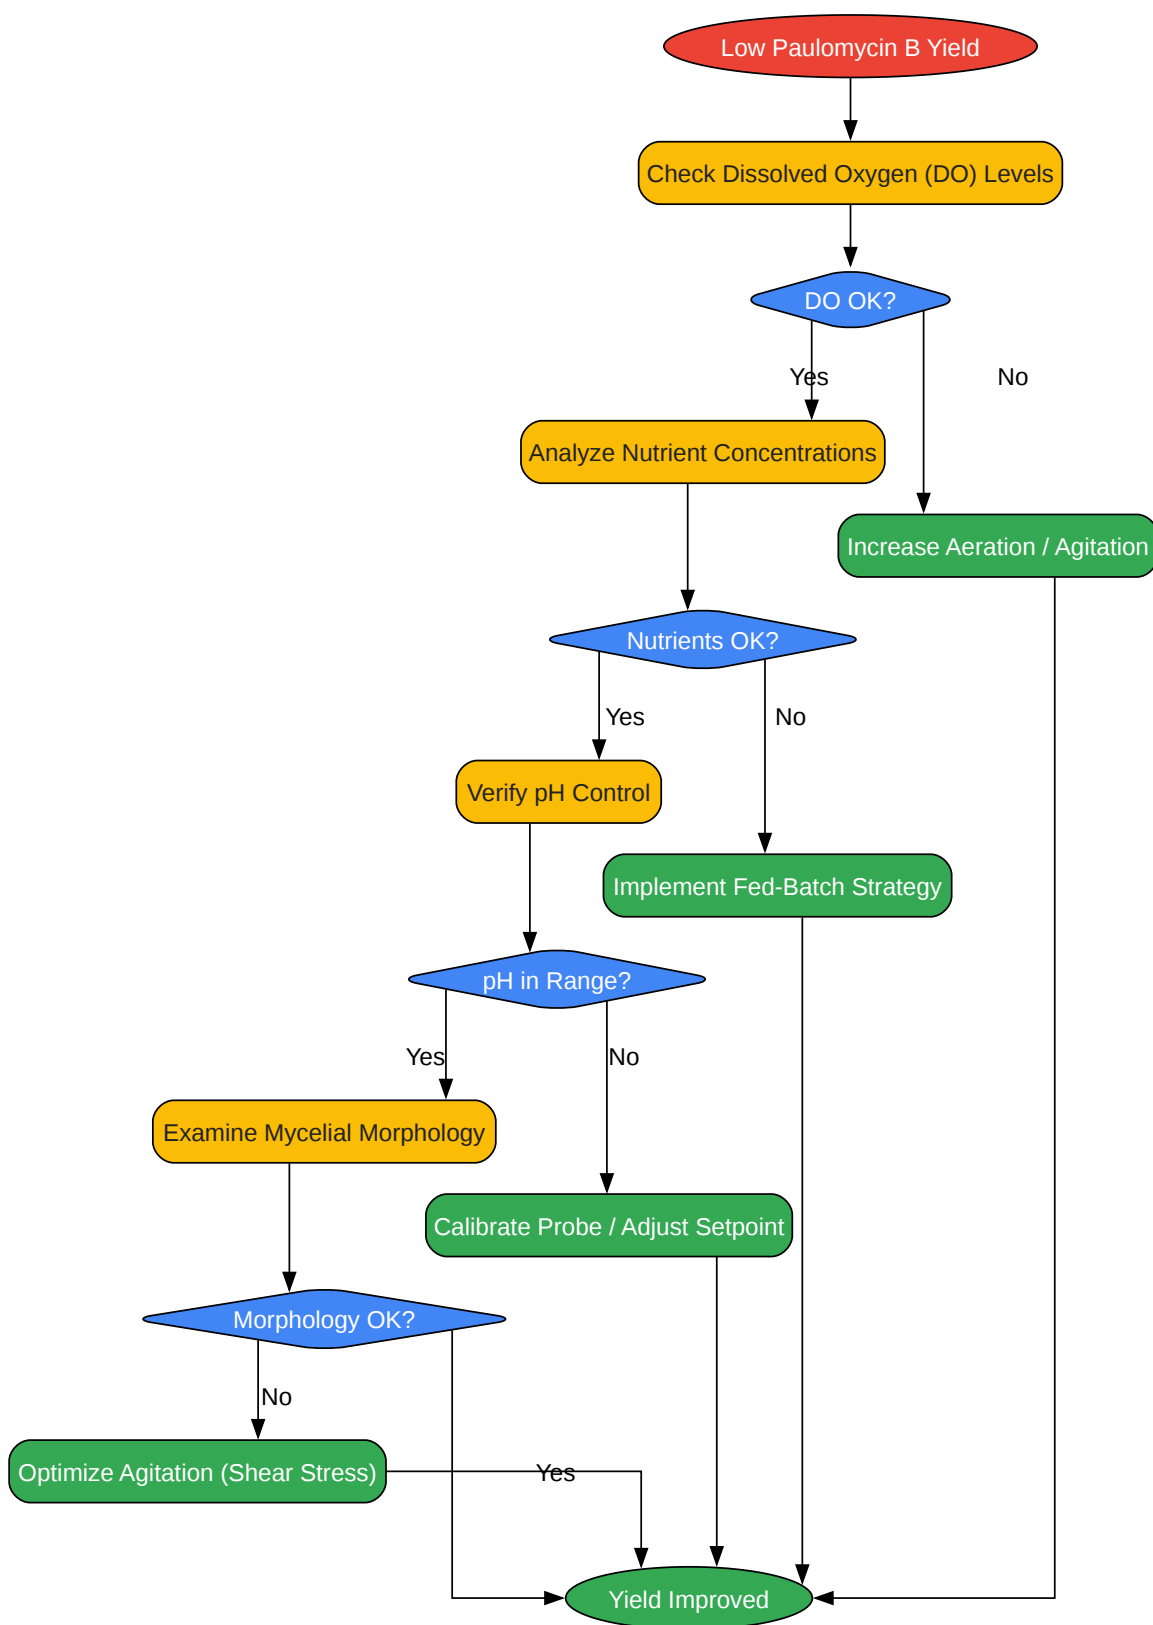 Low Paulomycin B Yield
Check Dissolved Oxygen (DO) Levels
DO OK?
Yes
No
Analyze Nutrient Concentrations
Increase Aeration / Agitation
Nutrients OK?
Yes
No
Verify pH Control
Implement Fed-Batch Strategy
pH in Range?
Yes
No
Examine Mycelial Morphology
Calibrate Probe / Adjust Setpoint
Morphology OK?
No
Optimize Agitation (Shear Stress)
Yes
Yield Improved